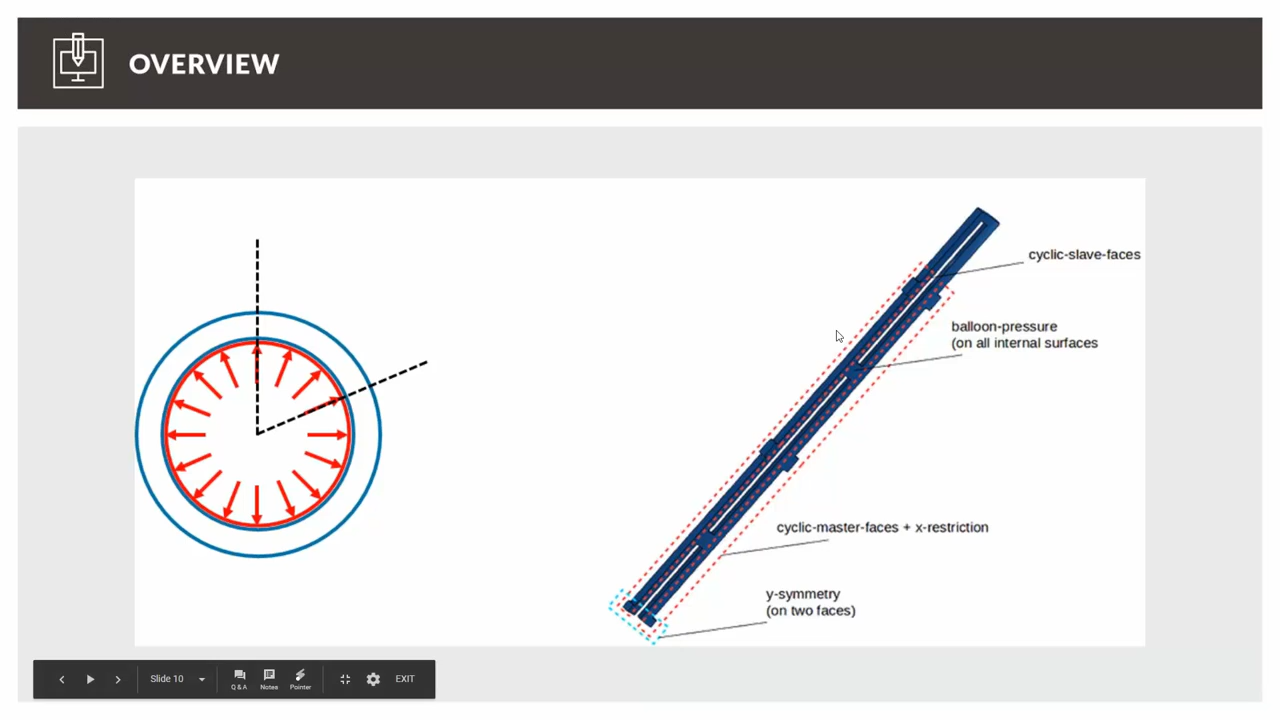 OVERVIEW
cyclic-slave-faces
balloon-pressure
(on all internal surfaces
cyclic-master-faces + x-restriction
y-symmetry
(on two faces)
Slide 10
Q & A
Notes
Pointer
EXIT